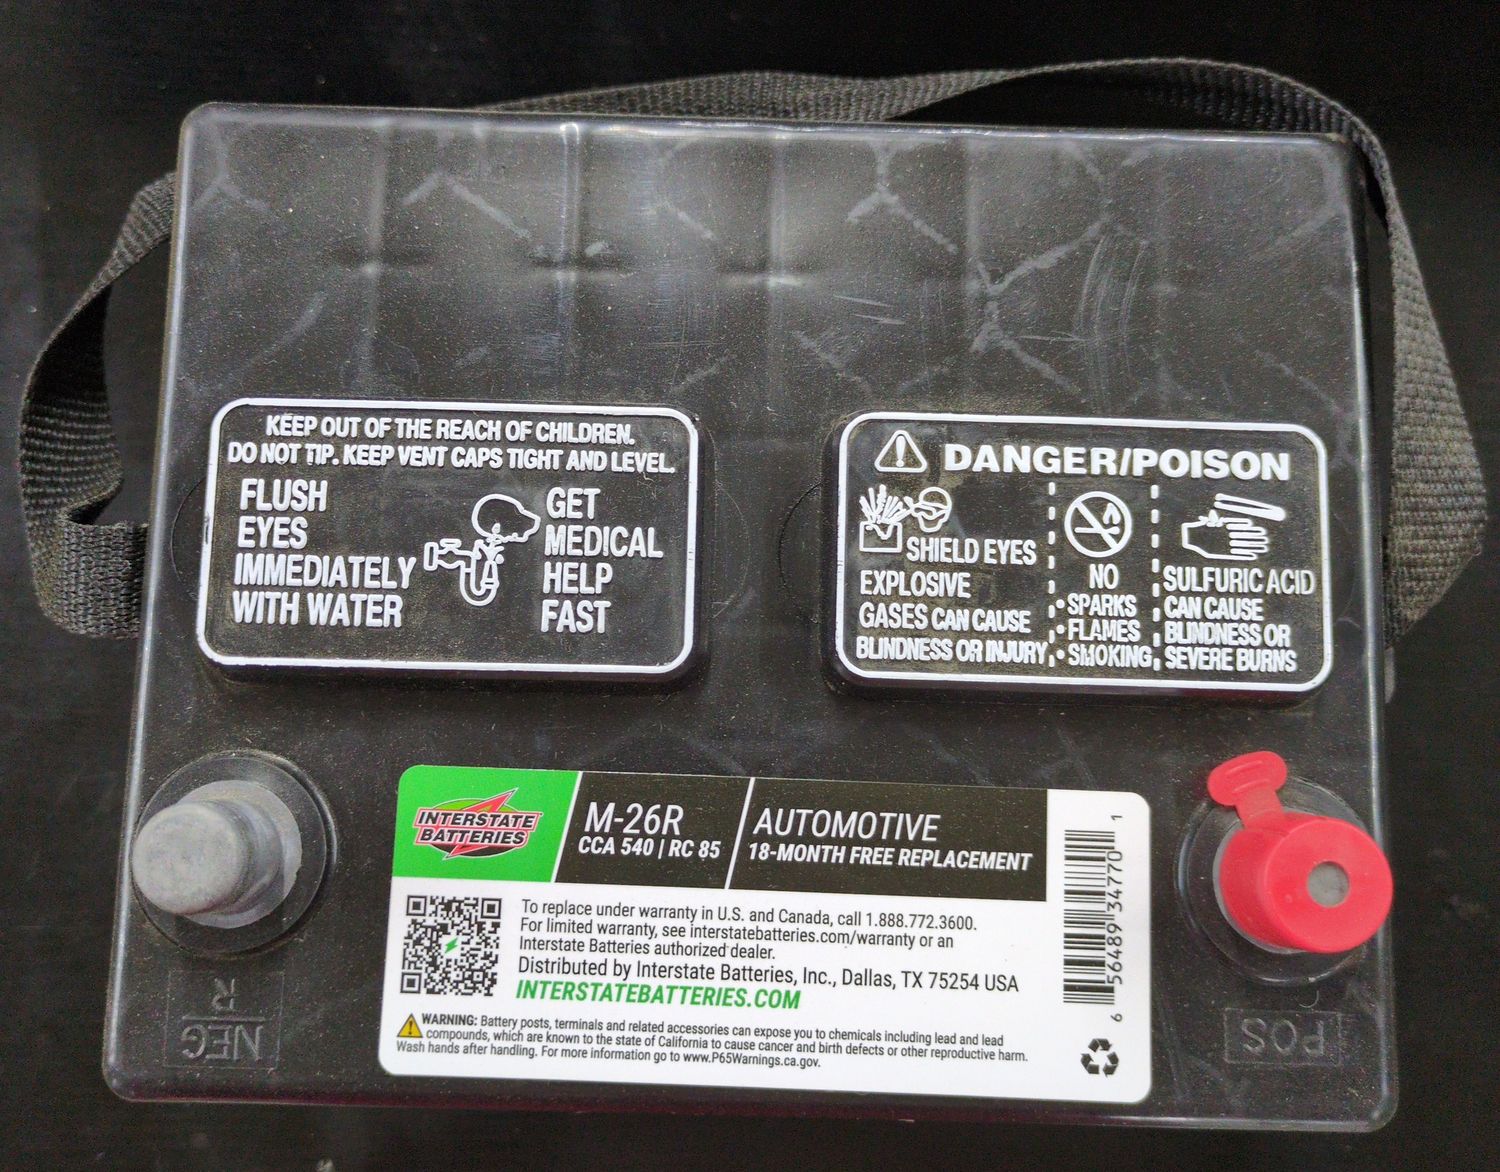 KEEP OUT OF THE REACH OF CHILDREN.
DO NOT TIP. KEEP VENT CAPS TIGHT AND LEVEL.
FLUSH
EYES
IMMEDIATELY
WITH WATER
GET
MEDICAL
HELP
FAST
DANGER/POISON
SHIELD EYES
EXPLOSIVE
GASES CAN CAUSE
BLINDNESS OR INJURY
NO
• SPARKS
• FLAMES
• SMOKING
SULFURIC ACID
CAN CAUSE
BLINDNESS OR
SEVERE BURNS
INTERSTATE
BATTERIES
M-26R
CCA 540 | RC 85
AUTOMOTIVE
18-MONTH FREE REPLACEMENT
To replace under warranty in U.S. and Canada, call 1.888.772.3600.
For limited warranty, see interstatebatteries.com/warranty or an
Interstate Batteries authorized dealer.
Distributed by Interstate Batteries, Inc., Dallas, TX 75254 USA
INTERSTATEBATTERIES.COM
WARNING: Battery posts, terminals and related accessories can expose you to chemicals including lead and lead
compounds, which are known to the state of California to cause cancer and birth defects or other reproductive harm.
Wash hands after handling. For more information go to www.P65Warnings.ca.gov.
6 56489 34770 1
R
NEG
POS